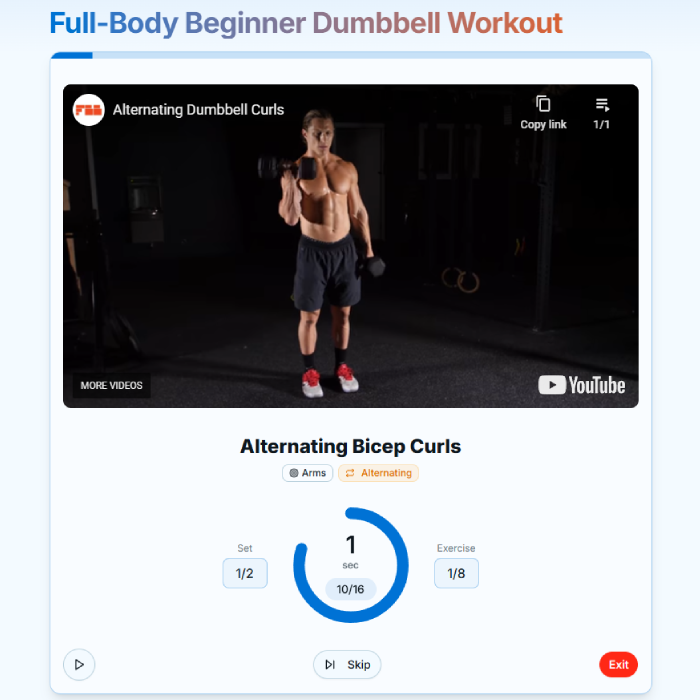 Full-Body Beginner Dumbbell Workout
Alternating Dumbbell Curls
Copy link
1/1
MORE VIDEOS
YouTube
Alternating Bicep Curls
Arms
Alternating
Set
1/2
1
sec
10/16
Exercise
1/8
Skip
Exit